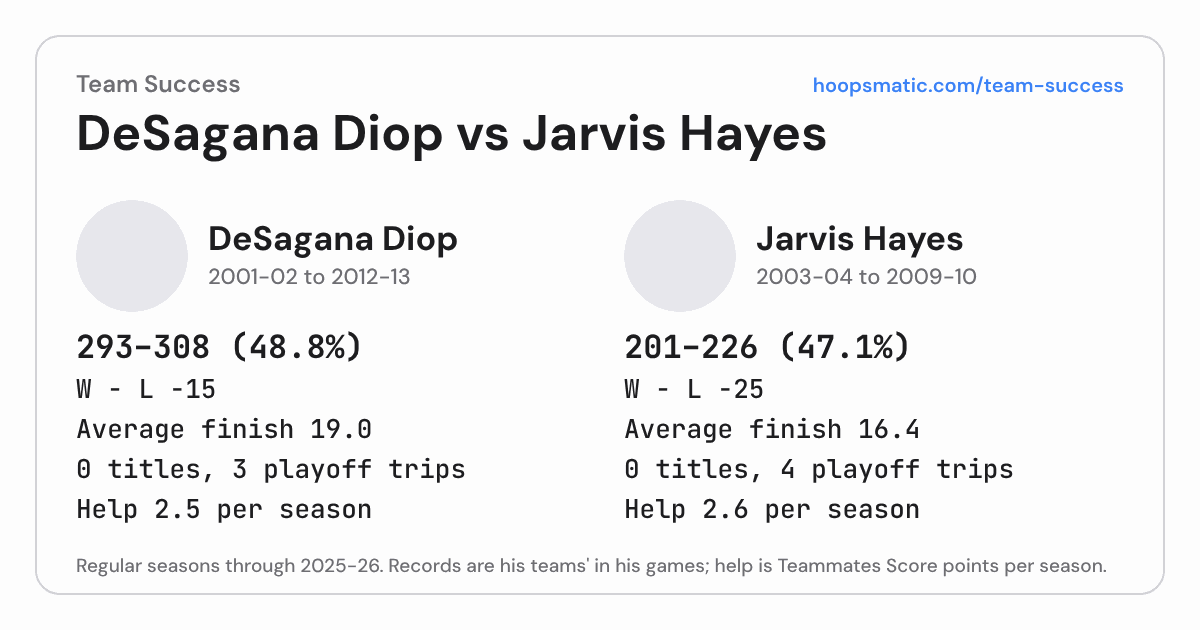 Team Success
hoopsmatic.com/team-success
DeSagana Diop vs Jarvis Hayes
DeSagana Diop
2001-02 to 2012-13
293-308 (48.8%)
W - L -15
Average finish 19.0
0 titles, 3 playoff trips
Help 2.5 per season
Jarvis Hayes
2003-04 to 2009-10
201-226 (47.1%)
W - L -25
Average finish 16.4
0 titles, 4 playoff trips
Help 2.6 per season
Regular seasons through 2025-26. Records are his teams' in his games; help is Teammates Score points per season.